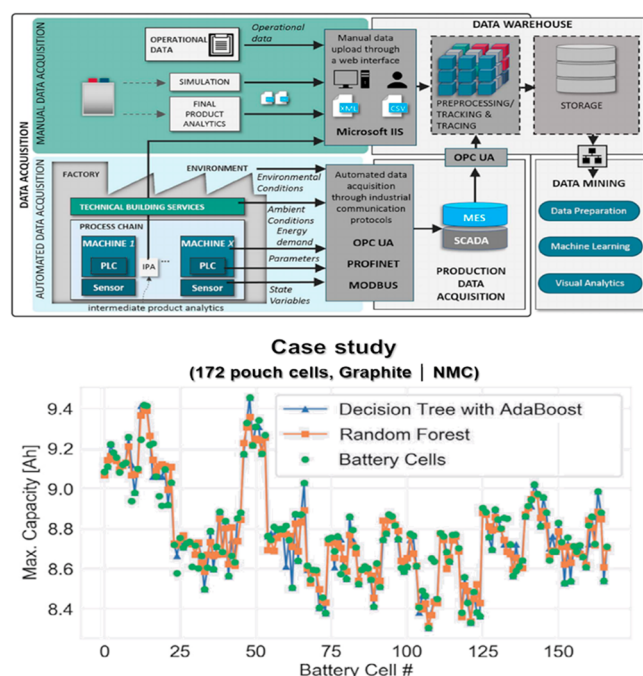 DATA ACQUISITION
MANUAL DATA ACQUISITION
OPERATIONAL
DATA
Operational
data
SIMULATION
FINAL
PRODUCT
ANALYTICS
Manual data
upload through
a web interface
XML
CSV
Microsoft IIS
DATA WAREHOUSE
PREPROCESSING/
TRACKING &
TRACING
STORAGE
AUTOMATED DATA ACQUISITION
FACTORY
ENVIRONMENT
Environmental
Conditions
TECHNICAL BUILDING SERVICES
Ambient
Conditions
Energy
demand
PROCESS CHAIN
MACHINE 1
PLC
Sensor
IPA
...
MACHINE X
PLC
Sensor
Parameters
State
Variables
intermediate product analytics
Automated data
acquisition
through industrial
communication
protocols
OPC UA
PROFINET
MODBUS
OPC UA
MES
SCADA
PRODUCTION
DATA
ACQUISITION
DATA MINING
Data Preparation
Machine Learning
Visual Analytics
Case study
(172 pouch cells, Graphite | NMC)
Max. Capacity [Ah]
9.4
9.2
9.0
8.8
8.6
8.4
Decision Tree with AdaBoost
Random Forest
Battery Cells
0 25 50 75 100 125 150
Battery Cell #